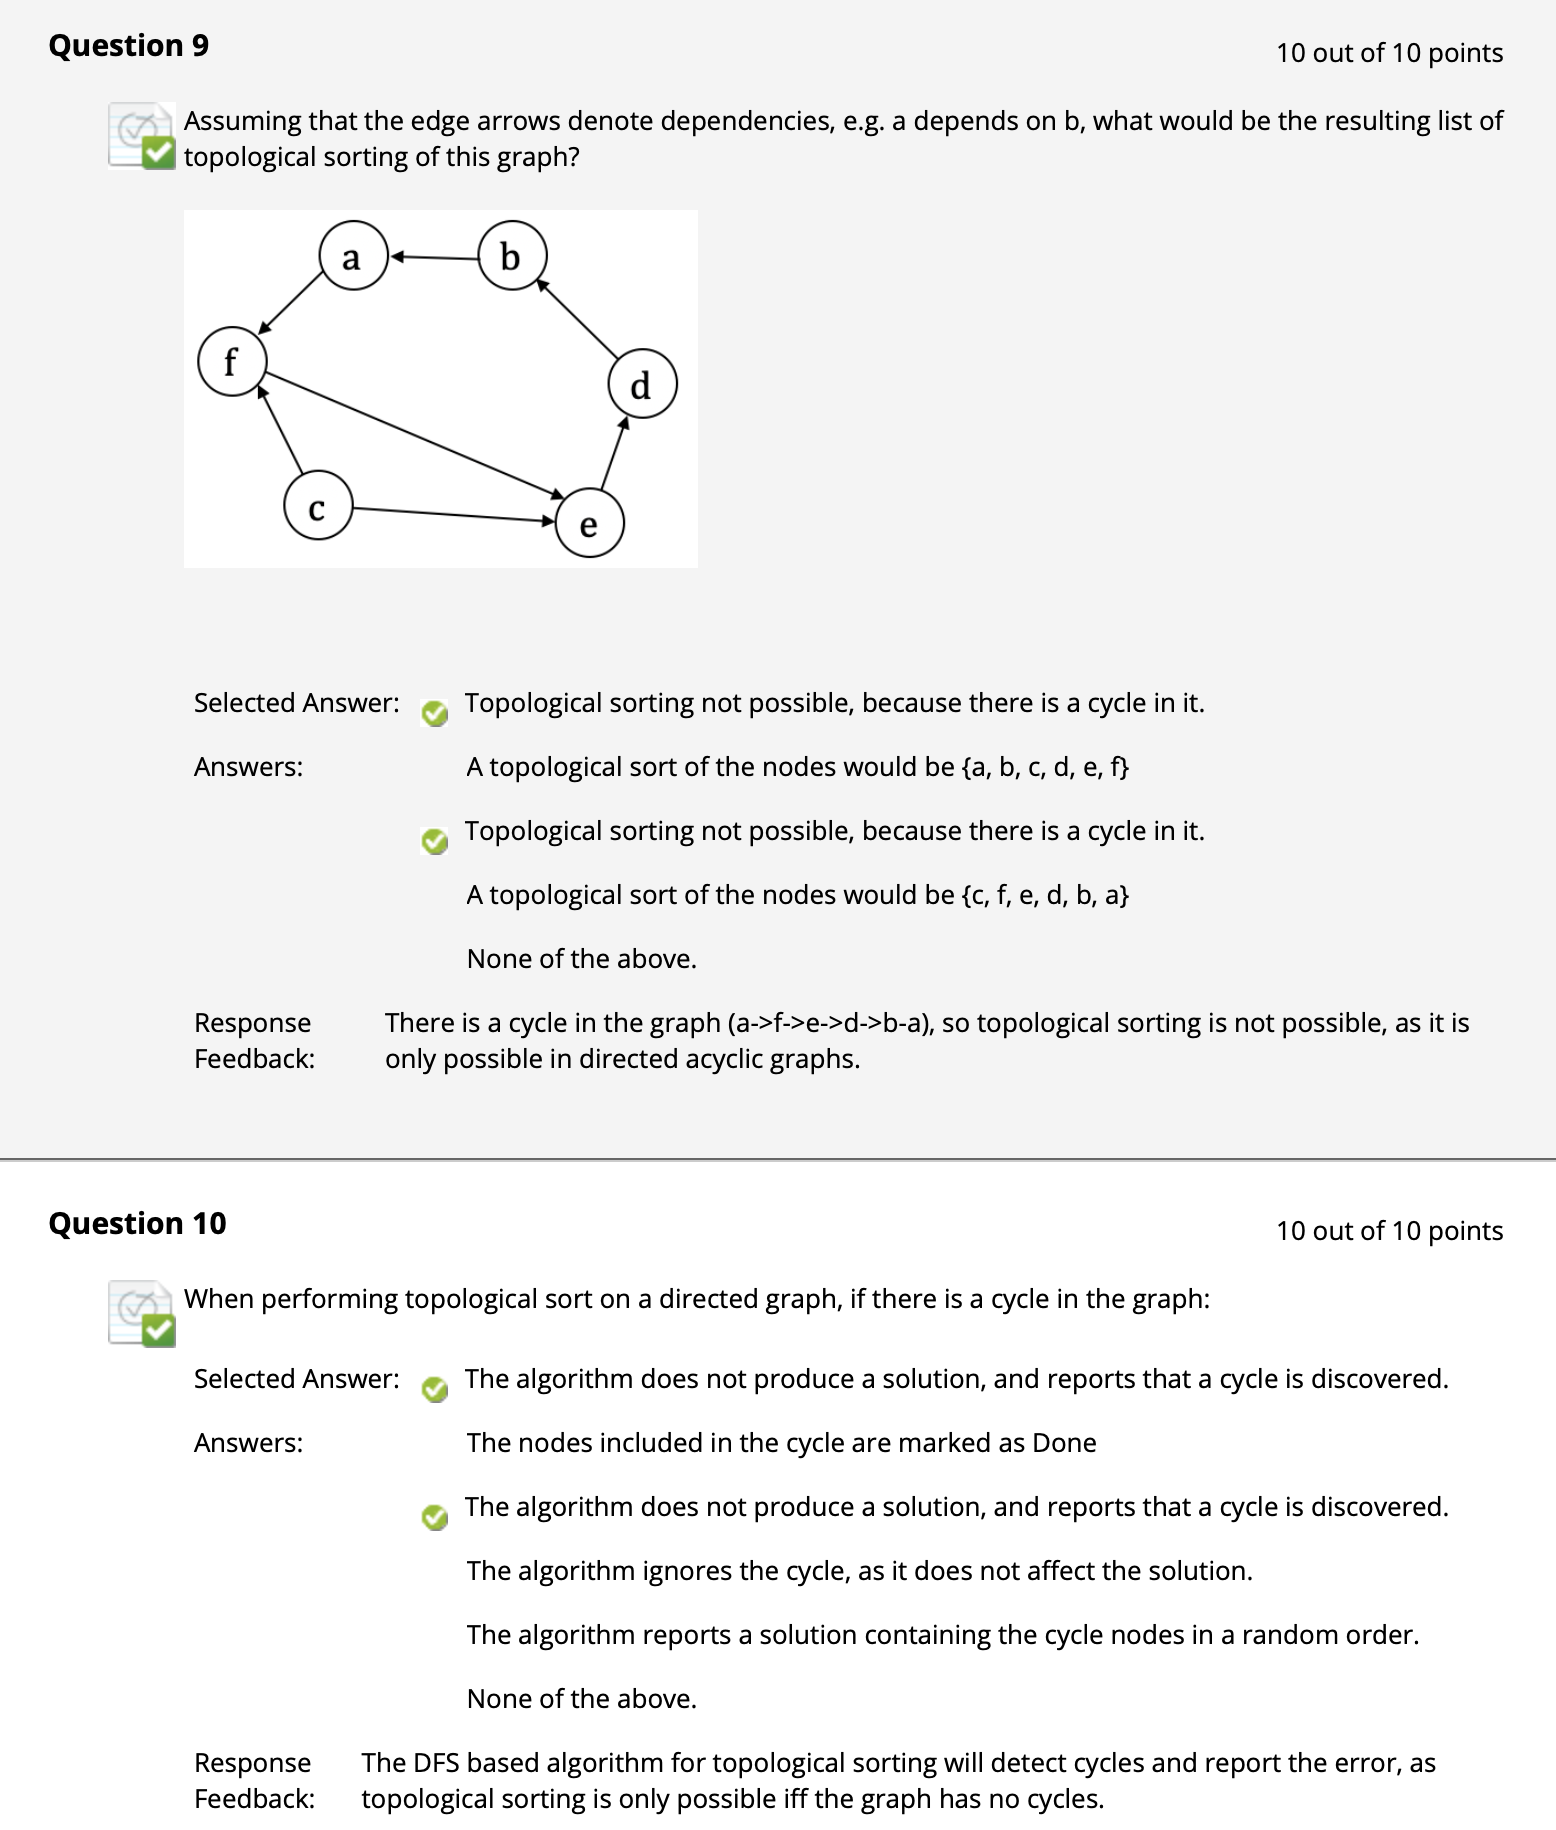 Question 9
10 out of 10 points
Assuming that the edge arrows denote dependencies, e.g. a depends on b, what would be the resulting list of
topological sorting of this graph?
a
b
f
d
c
e
Selected Answer:
Topological sorting not possible, because there is a cycle in it.
Answers:
A topological sort of the nodes would be {a, b, c, d, e, f}
Topological sorting not possible, because there is a cycle in it.
A topological sort of the nodes would be {c, f, e, d, b, a}
None of the above.
Response
Feedback:
There is a cycle in the graph (a->f->e->d->b-a), so topological sorting is not possible, as it is
only possible in directed acyclic graphs.
Question 10
10 out of 10 points
When performing topological sort on a directed graph, if there is a cycle in the graph:
Selected Answer:
The algorithm does not produce a solution, and reports that a cycle is discovered.
Answers:
The nodes included in the cycle are marked as Done
The algorithm does not produce a solution, and reports that a cycle is discovered.
The algorithm ignores the cycle, as it does not affect the solution.
The algorithm reports a solution containing the cycle nodes in a random order.
None of the above.
Response
Feedback:
The DFS based algorithm for topological sorting will detect cycles and report the error, as
topological sorting is only possible iff the graph has no cycles.